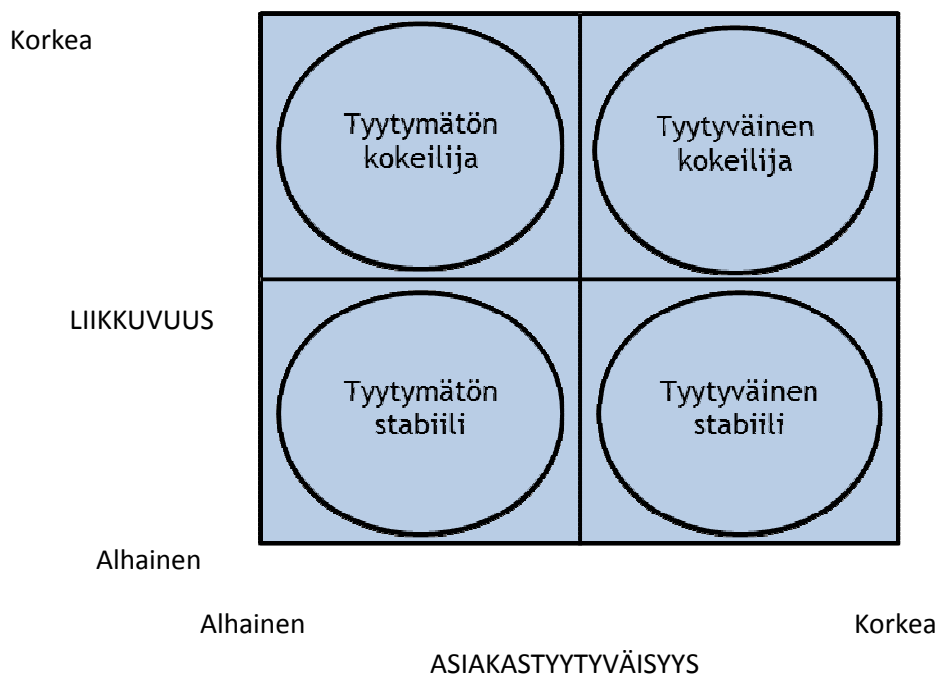 Korkea
Tyytymätön
kokeilija
Tyytyväinen
kokeilija
LIIKKUVUUS
Tyytymätön
stabiili
Tyytyväinen
stabiili
Alhainen
Alhainen
Korkea
ASIAKASTYYTYVÄISYYS